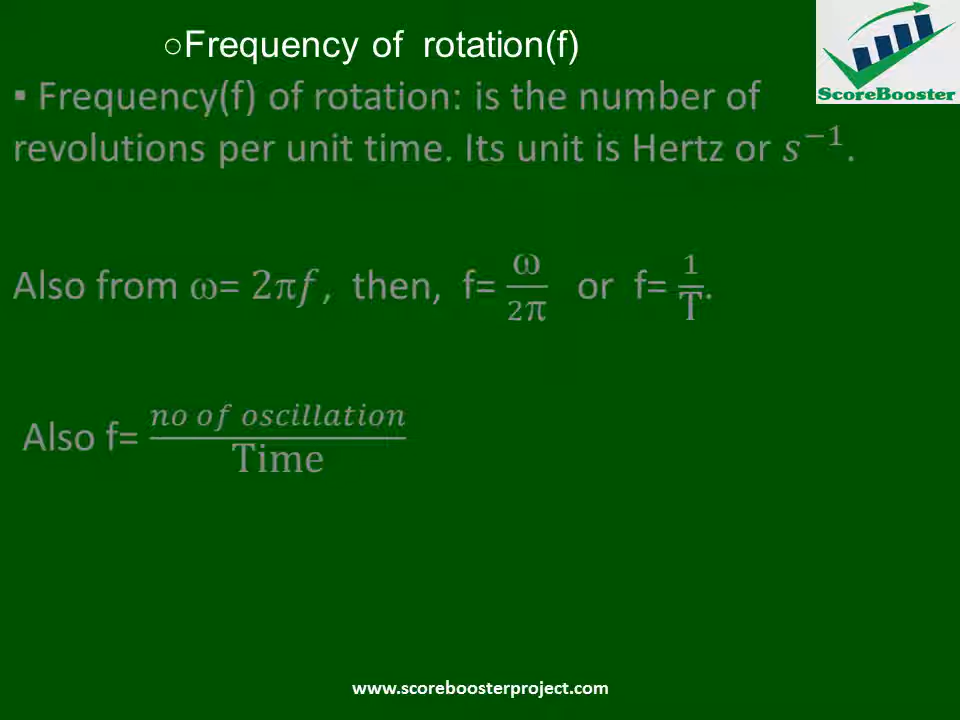 ○Frequency of rotation(f)
ScoreBooster
▪ Frequency(f) of rotation: is the number of
revolutions per unit time. Its unit is Hertz or s⁻¹.
Also from ω= 2πf, then, f= ω/2π or f= 1/T.
Also f= no of oscillation/Time
www.scoreboosterproject.com